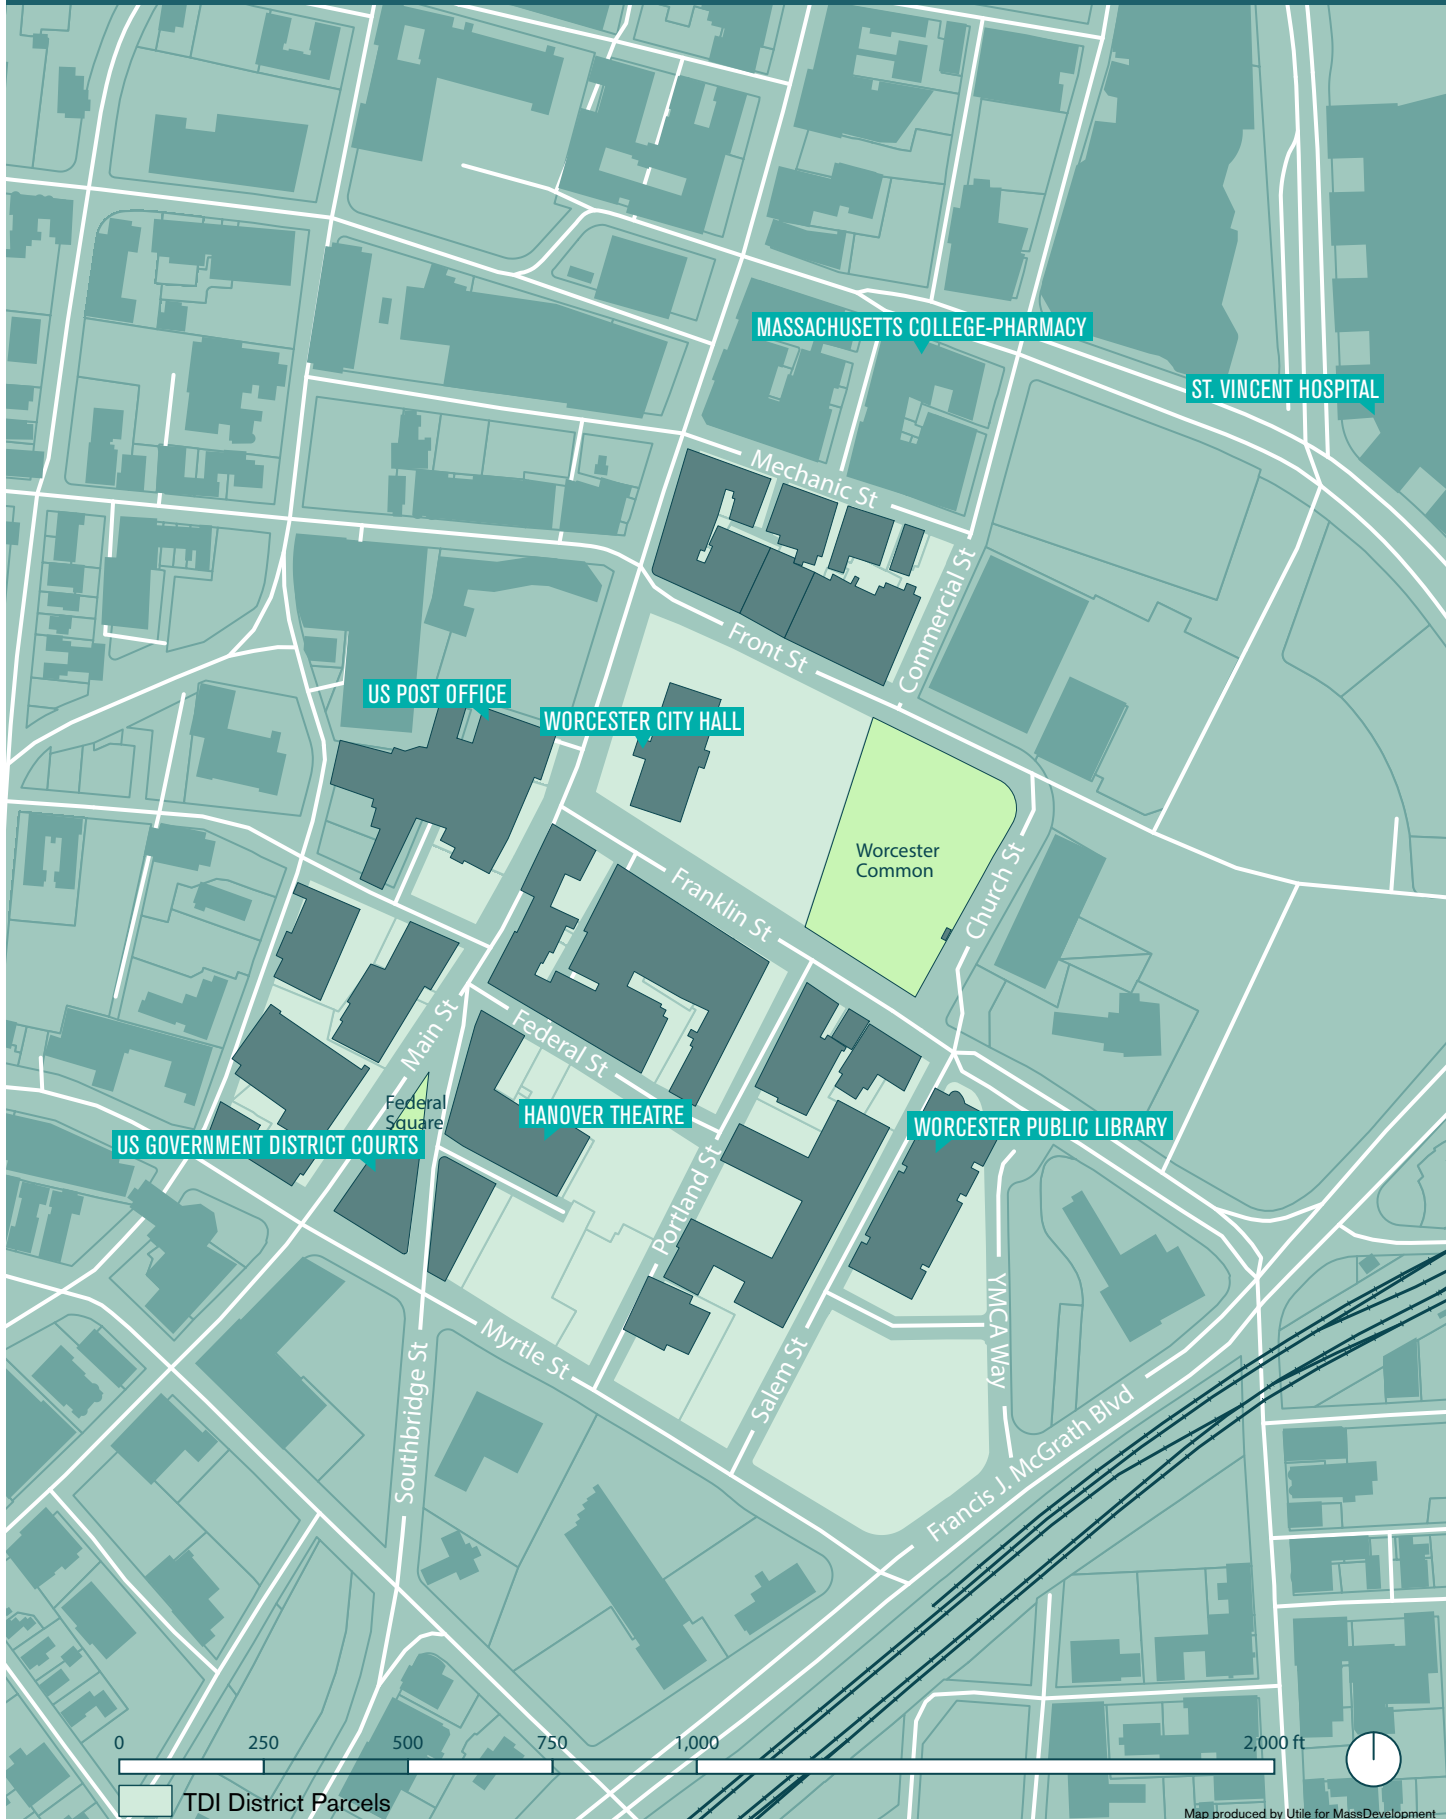 MASSACHUSETTS COLLEGE-PHARMACY
ST. VINCENT HOSPITAL
Mechanic St
Commercial St
Front St
US POST OFFICE
WORCESTER CITY HALL
Worcester
Common
Church St
Franklin St
Main St
Federal St
Federal
Square
HANOVER THEATRE
WORCESTER PUBLIC LIBRARY
US GOVERNMENT DISTRICT COURTS
Portland St
YMCA Way
Myrtle St
Salem St
Southbridge St
Francis J. McGrath Blvd
0 250 500 750 1,000 2,000 ft
TDI District Parcels
Map produced by Utile for MassDevelopment